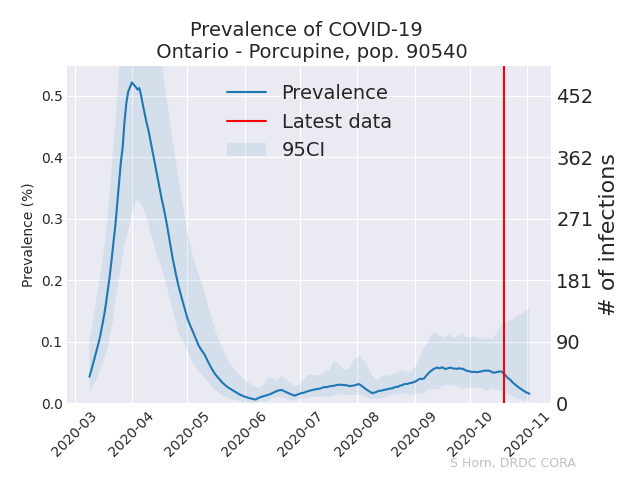 Prevalence of COVID-19
Ontario - Porcupine, pop. 90540
Prevalence
Latest data
95CI
Prevalence (%)
0.5
0.4
0.3
0.2
0.1
0.0
452
362
271
181
90
0
# of infections
2020-03
2020-04
2020-05
2020-06
2020-07
2020-08
2020-09
2020-10
2020-11
S Horn, DRDC CORA